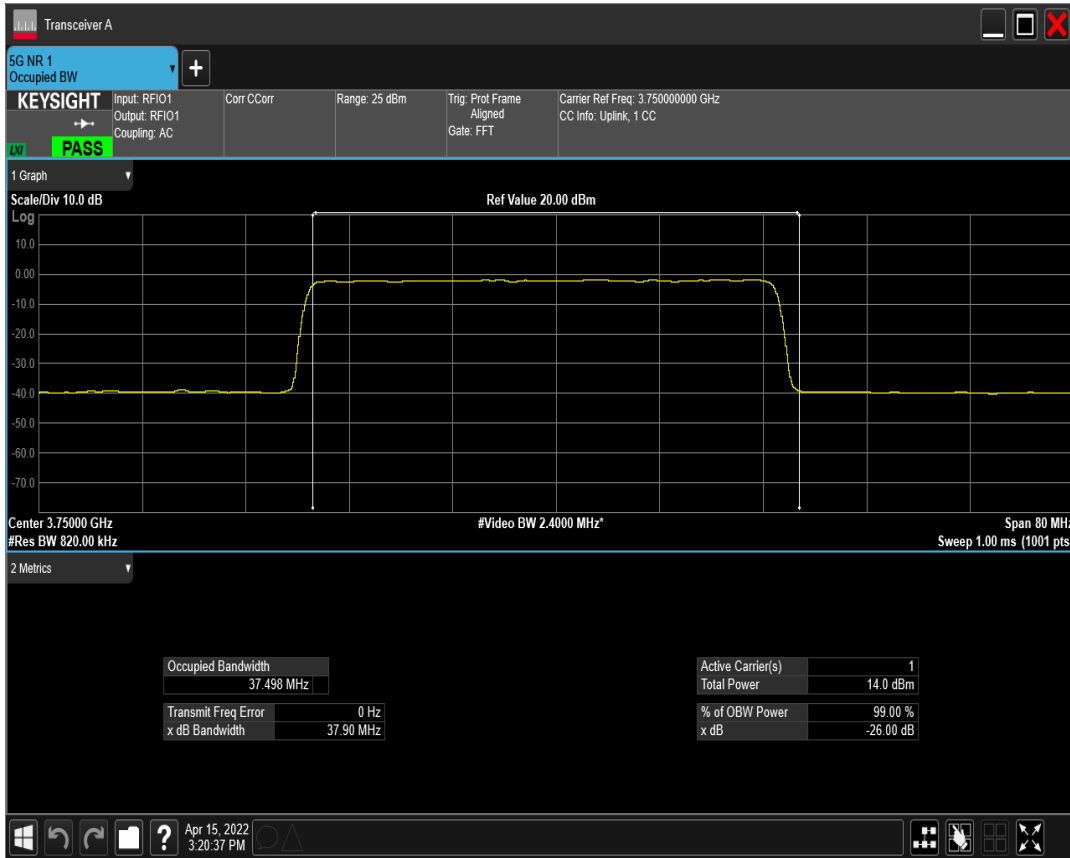 Transceiver A
5G NR 1
Occupied BW
+
KEYSIGHT
Input: RFIO1
Output: RFIO1
Coupling: AC
Corr CCorr
Range: 25 dBm
Trig: Prot Frame
Aligned
Gate: FFT
Carrier Ref Freq: 3.750000000 GHz
CC Info: Uplink, 1 CC
LXI
PASS
1 Graph
Scale/Div 10.0 dB
Ref Value 20.00 dBm
Log
10.0
0.00
-10.0
-20.0
-30.0
-40.0
-50.0
-60.0
-70.0
Center 3.75000 GHz
#Video BW 2.4000 MHz*
Span 80 MHz
#Res BW 820.00 kHz
Sweep 1.00 ms (1001 pts
2 Metrics
Occupied Bandwidth
37.498 MHz
Transmit Freq Error 0 Hz
x dB Bandwidth 37.90 MHz
Active Carrier(s) 1
Total Power 14.0 dBm
% of OBW Power 99.00 %
x dB -26.00 dB
?
Apr 15, 2022
3:20:37 PM